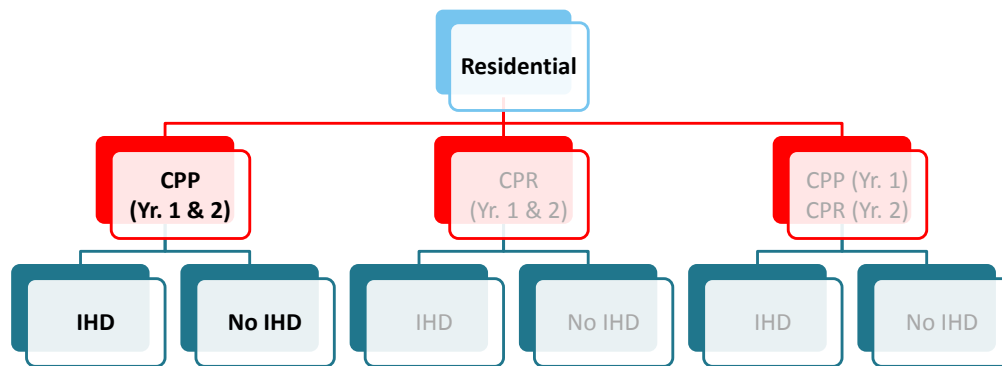 Residential
CPP
(Yr. 1 & 2)
CPR
(Yr. 1 & 2)
CPP (Yr. 1)
CPR (Yr. 2)
IHD
No IHD
IHD
No IHD
IHD
No IHD